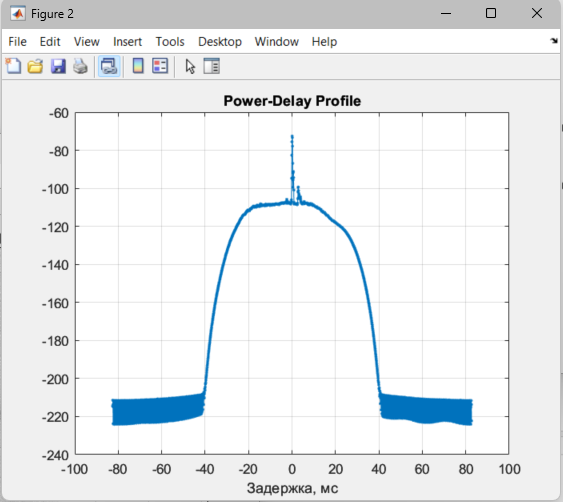 Figure 2
File Edit View Insert Tools Desktop Window Help
Power-Delay Profile
-60
-80
-100
-120
-140
-160
-180
-200
-220
-240
-100 -80 -60 -40 -20 0 20 40 60 80 100
Задержка, мс